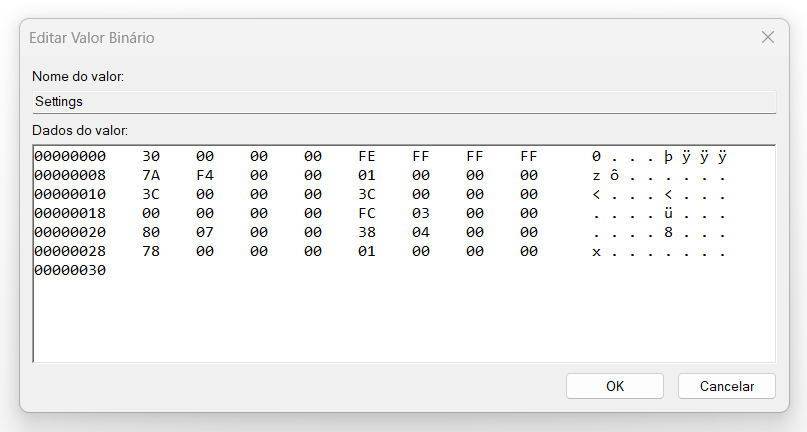 Editar Valor Binário
Nome do valor:
Settings
Dados do valor:
00000000 30 00 00 00 FE FF FF FF 0 . . . þ ÿ ÿ ÿ
00000008 7A F4 00 00 01 00 00 00 z ô . . . . . .
00000010 3C 00 00 00 3C 00 00 00 < . . . < . . .
00000018 00 00 00 00 FC 03 00 00 . . . . ü . . .
00000020 80 07 00 00 38 04 00 00 . . . . 8 . . .
00000028 78 00 00 00 01 00 00 00 x . . . . . . .
00000030
OK Cancelar